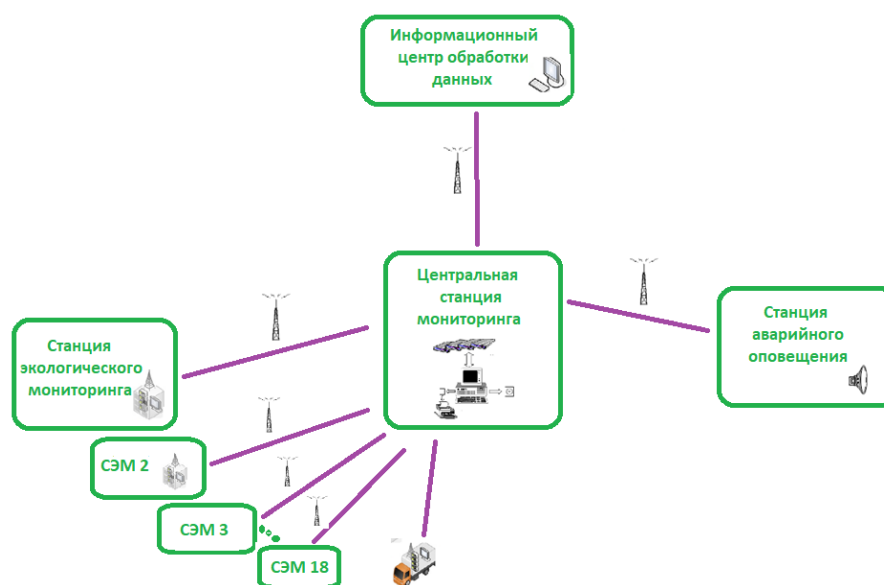 Информационный
центр обработки
данных
Центральная
станция
мониторинга
Станция
аварийного
оповещения
Станция
экологического
мониторинга
СЭМ 2
СЭМ 3
СЭМ 18